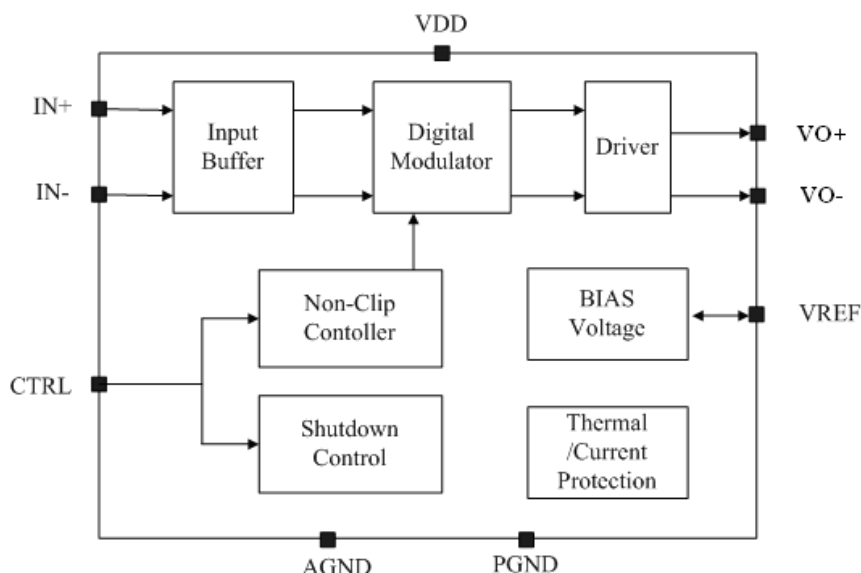 VDD
IN+
IN-
Input
Buffer
Digital
Modulator
Driver
VO+
VO-
Non-Clip
Contoller
BIAS
Voltage
VREF
CTRL
Shutdown
Control
Thermal
/Current
Protection
AGND
PGND